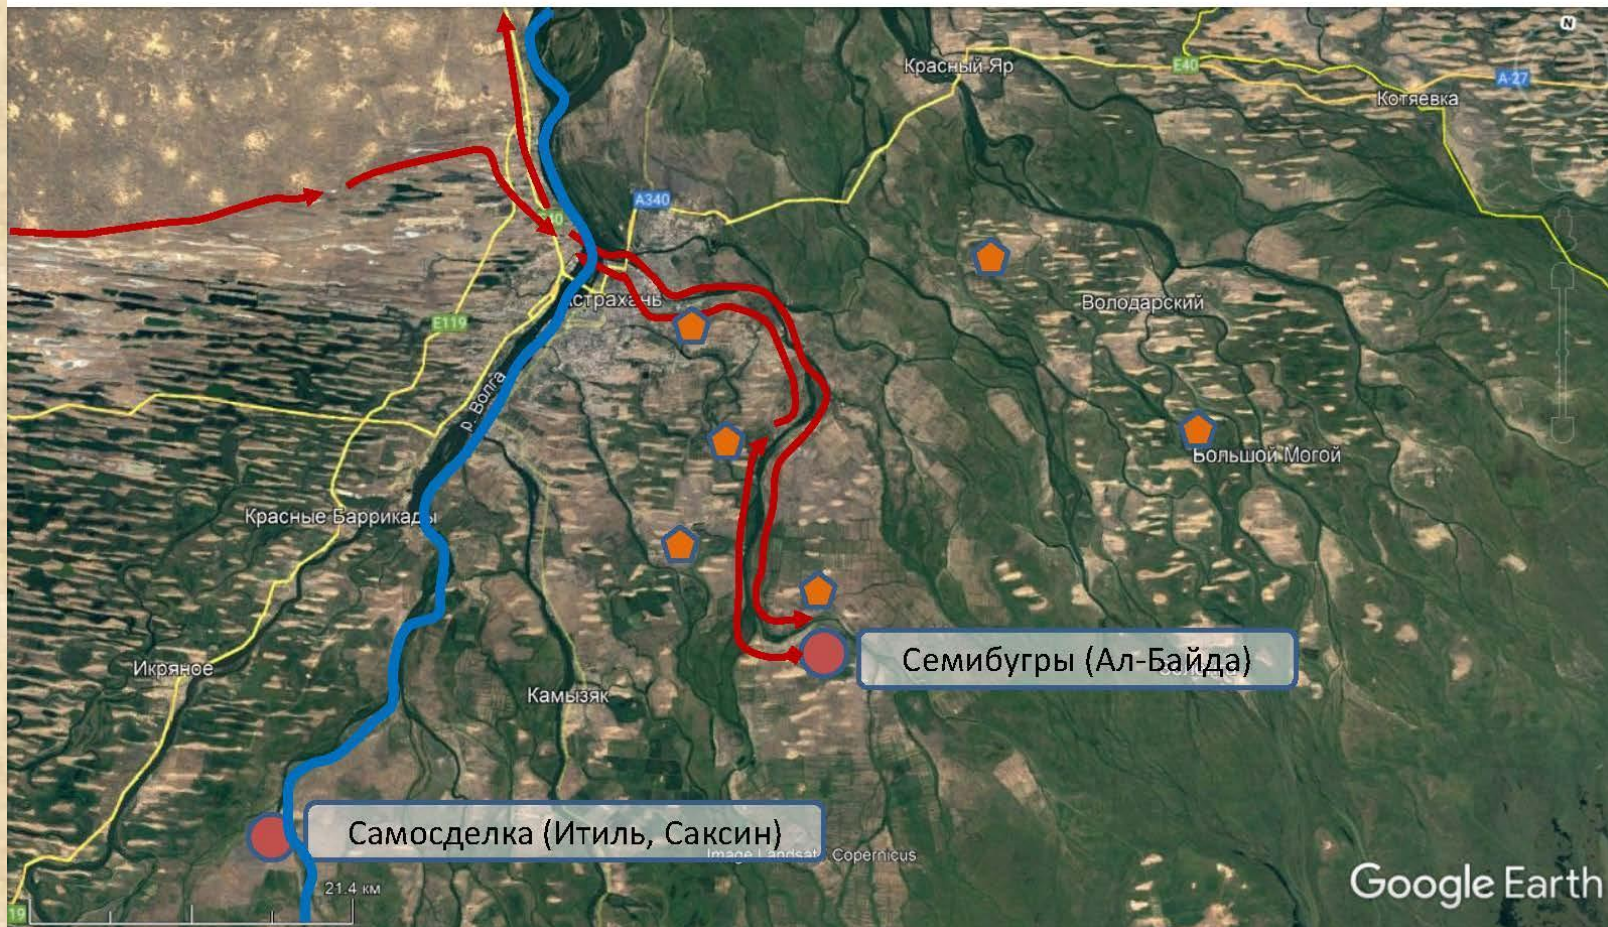 N
Красный Яр
E40
A-27
Котяевка
A340
Астрахань
Володарский
E119
р. Волга
Большой Могой
Красные Баррикады
Семибугры (Ал-Байда)
Икряное
Камызяк
Самосделка (Итиль, Саксин)
Image Landsat / Copernicus
21.4 км
Google Earth
19